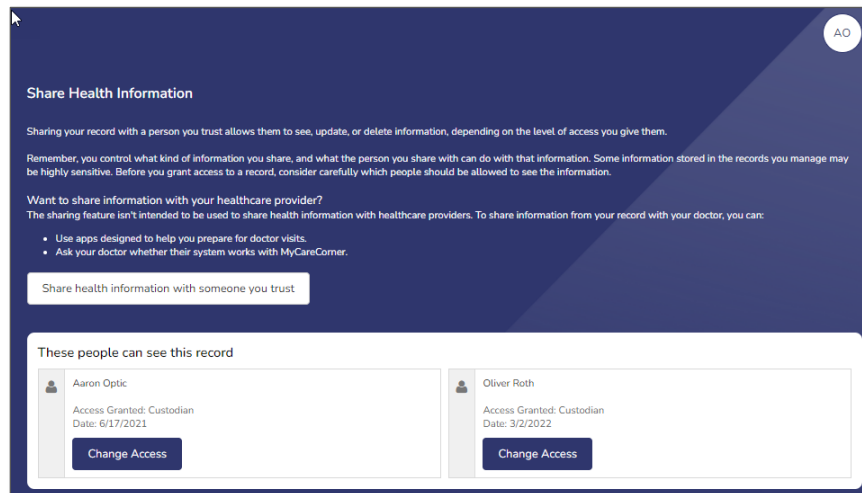 AO
Share Health Information
Sharing your record with a person you trust allows them to see, update, or delete information, depending on the level of access you give them.
Remember, you control what kind of information you share, and what the person you share with can do with that information. Some information stored in the records you manage may
be highly sensitive. Before you grant access to a record, consider carefully which people should be allowed to see the information.
Want to share information with your healthcare provider?
The sharing feature isn't intended to be used to share health information with healthcare providers. To share information from your record with your doctor, you can:
• Use apps designed to help you prepare for doctor visits.
• Ask your doctor whether their system works with MyCareCorner.
Share health information with someone you trust
These people can see this record
Aaron Optic
Access Granted: Custodian
Date: 6/17/2021
Change Access
Oliver Roth
Access Granted: Custodian
Date: 3/2/2022
Change Access